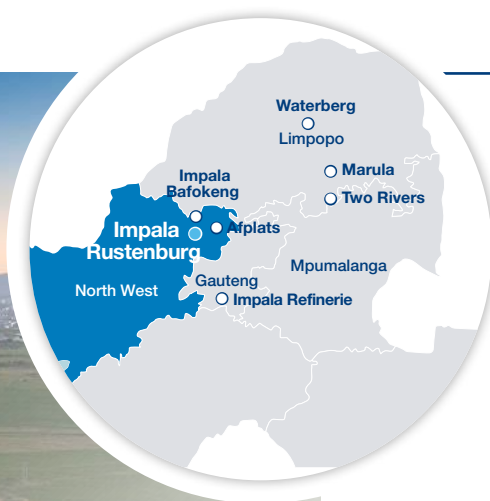 Waterberg
Limpopo
Marula
Impala
Bafokeng
Two Rivers
Impala
Rustenburg
Afplats
Mpumalanga
Gauteng
North West
Impala Refinerie